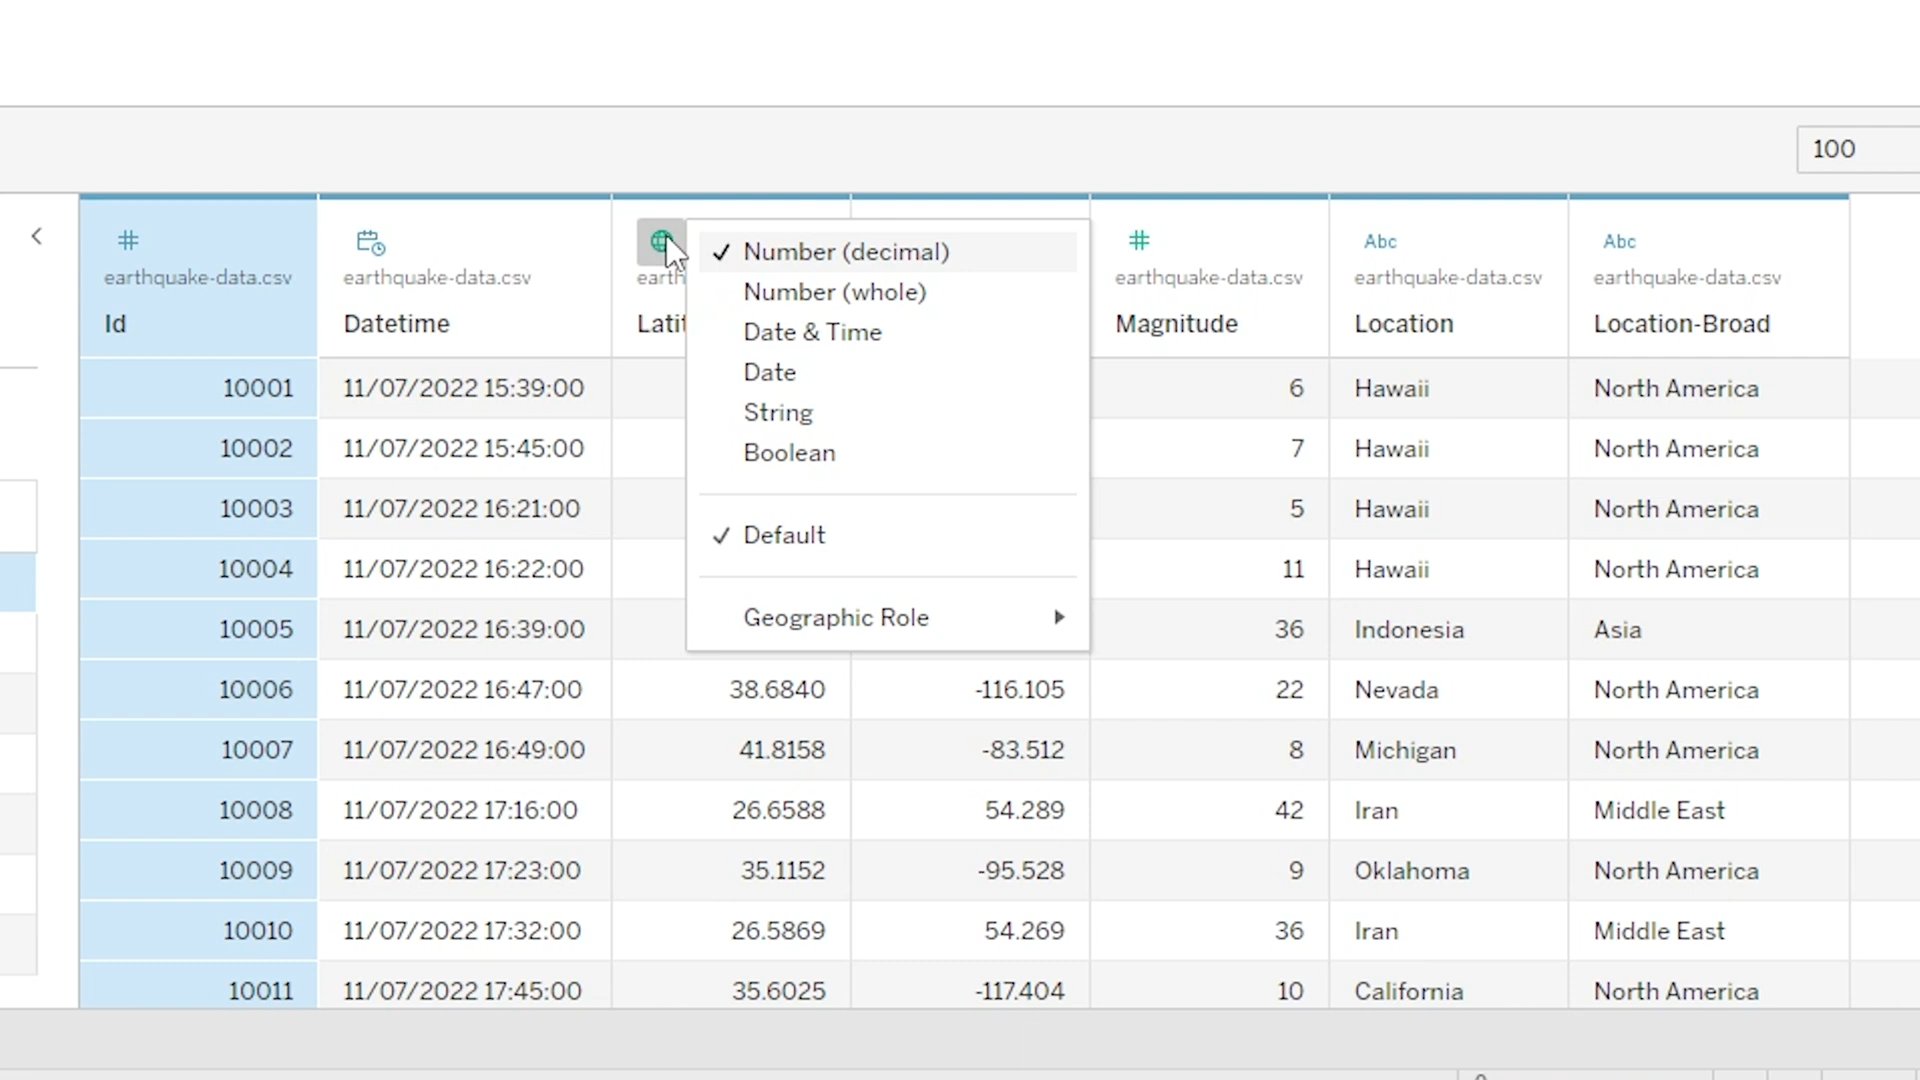 100
earthquake-data.csv earthquake-data.csv earth earthquake-data.csv earthquake-data.csv earthquake-data.csv
Id Datetime Latit Magnitude Location Location-Broad
Abc Abc
Number (decimal)
Number (whole)
Date & Time
Date
String
Boolean
Default
Geographic Role
10001 11/07/2022 15:39:00 6 Hawaii North America
10002 11/07/2022 15:45:00 7 Hawaii North America
10003 11/07/2022 16:21:00 5 Hawaii North America
10004 11/07/2022 16:22:00 11 Hawaii North America
10005 11/07/2022 16:39:00 36 Indonesia Asia
10006 11/07/2022 16:47:00 38.6840 -116.105 22 Nevada North America
10007 11/07/2022 16:49:00 41.8158 -83.512 8 Michigan North America
10008 11/07/2022 17:16:00 26.6588 54.289 42 Iran Middle East
10009 11/07/2022 17:23:00 35.1152 -95.528 9 Oklahoma North America
10010 11/07/2022 17:32:00 26.5869 54.269 36 Iran Middle East
10011 11/07/2022 17:45:00 35.6025 -117.404 10 California North America